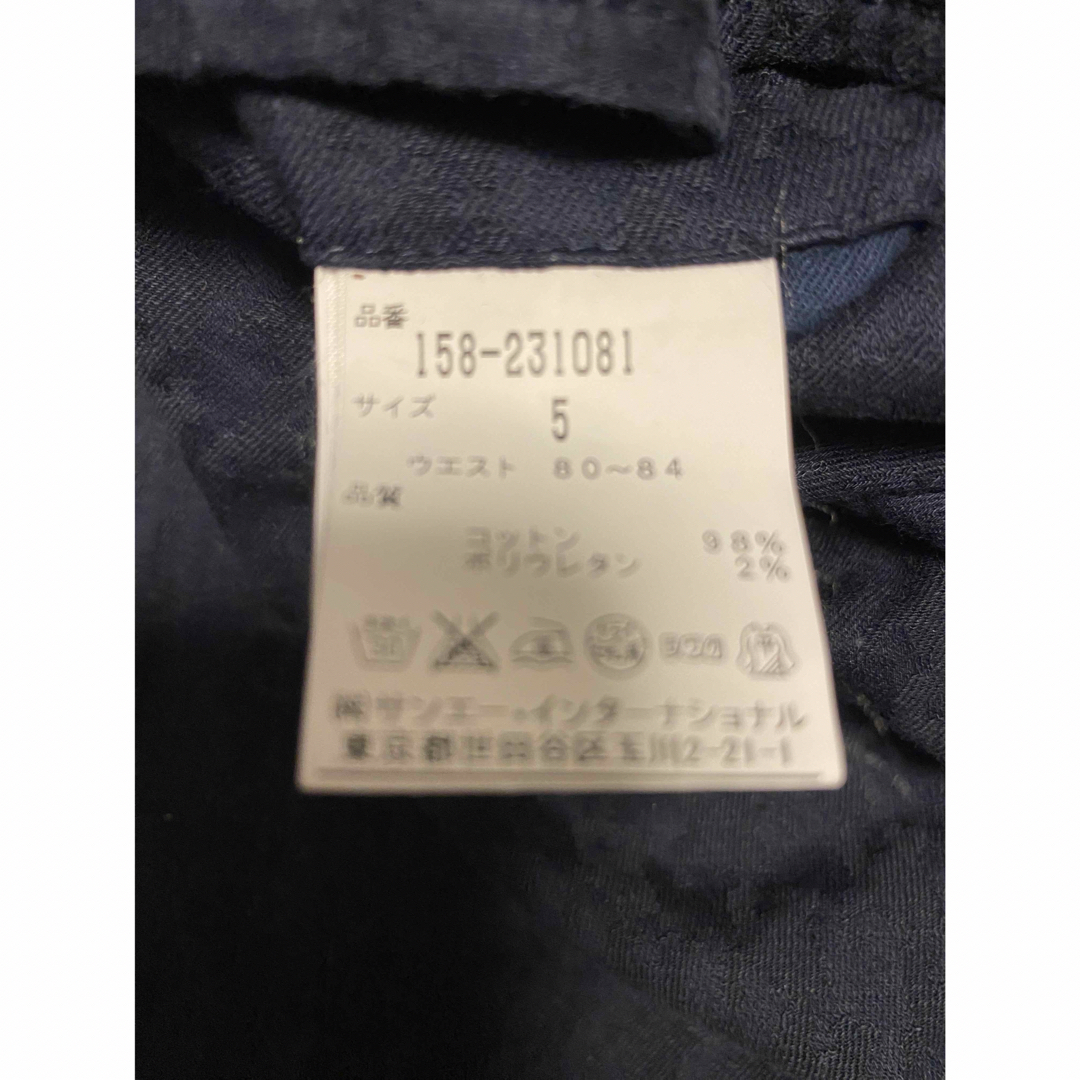 品番
158-231081
サイズ 5
ウエスト 80～84
品質
コットン 98%
ポリウレタン 2%
㈱サンエー・インターナショナル
東京都世田谷区玉川2-21-1